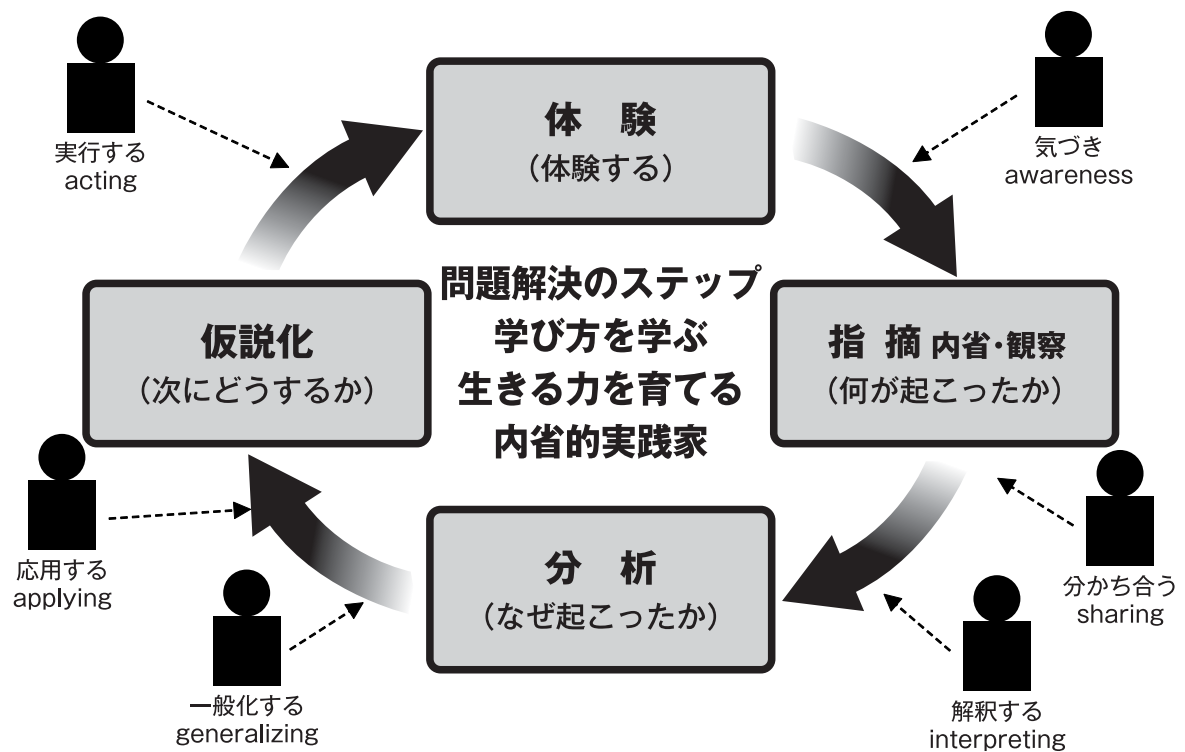 実行する
acting
体 験
(体験する)
気づき
awareness
問題解決のステップ
学び方を学ぶ
生きる力を育てる
内省的実践家
仮説化
(次にどうするか)
指 摘 内省・観察
(何が起こったか)
応用する
applying
分 析
(なぜ起こったか)
分かち合う
sharing
一般化する
generalizing
解釈する
interpreting